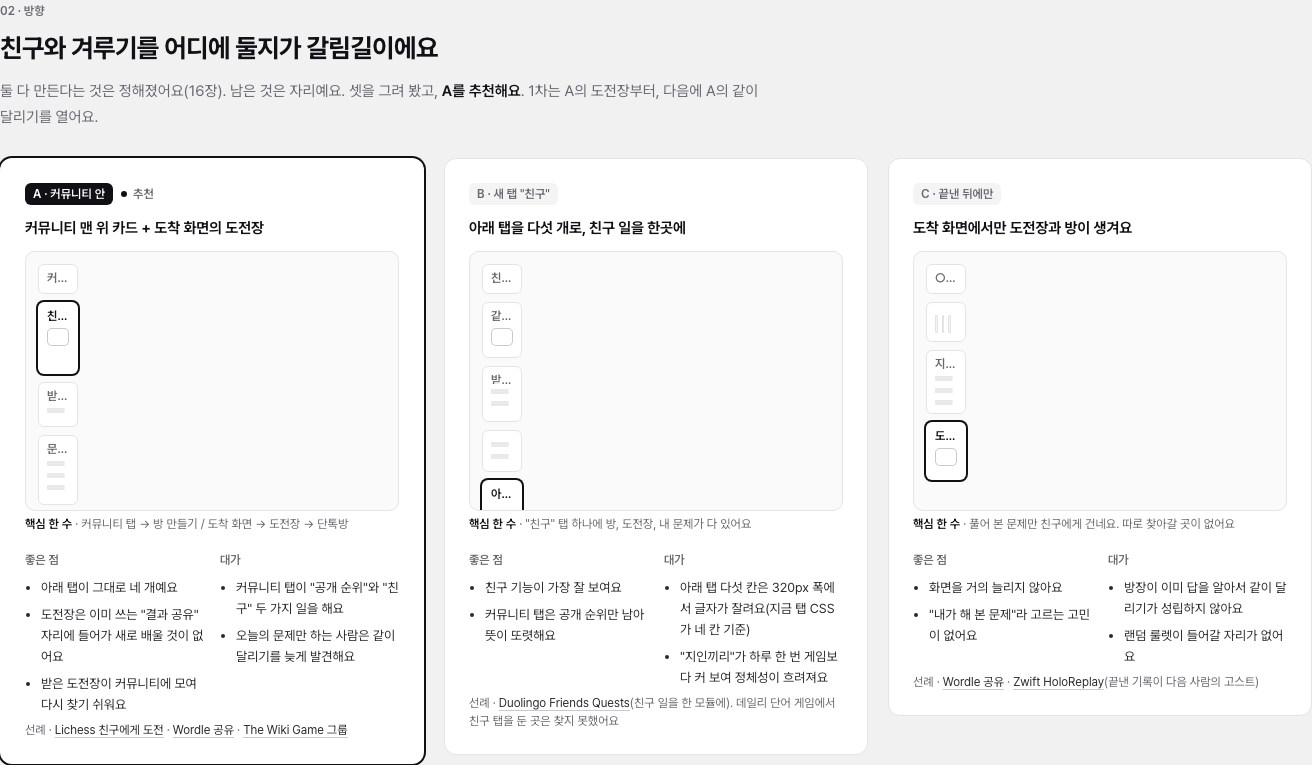 02 · 방향
친구와 겨루기를 어디에 둘지가 갈림길이에요
둘 다 만든다는 것은 정해졌어요(16장). 남은 것은 자리예요. 셋을 그려 봤고, A를 추천해요. 1차는 A의 도전장부터, 다음에 A의 같이
달리기를 열어요.
A · 커뮤니티 안 ● 추천
커뮤니티 맨 위 카드 + 도착 화면의 도전장
커...
친...
받...
문...
핵심 한 수 · 커뮤니티 탭 → 방 만들기 / 도착 화면 → 도전장 → 단톡방
좋은 점
• 아래 탭이 그대로 네 개예요
• 도전장은 이미 쓰는 "결과 공유"
자리에 들어가 새로 배울 것이 없
어요
• 받은 도전장이 커뮤니티에 모여
다시 찾기 쉬워요
대가
• 커뮤니티 탭이 "공개 순위"와 "친
구" 두 가지 일을 해요
• 오늘의 문제만 하는 사람은 같이
달리기를 늦게 발견해요
선례 · Lichess 친구에게 도전 · Wordle 공유 · The Wiki Game 그룹
B · 새 탭 "친구"
아래 탭을 다섯 개로, 친구 일을 한곳에
친...
같...
받...
아...
핵심 한 수 · "친구" 탭 하나에 방, 도전장, 내 문제가 다 있어요
좋은 점
• 친구 기능이 가장 잘 보여요
• 커뮤니티 탭은 공개 순위만 남아
뜻이 또렷해요
대가
• 아래 탭 다섯 칸은 320px 폭에
서 글자가 잘려요(지금 탭 CSS
가 네 칸 기준)
• "지인끼리"가 하루 한 번 게임보
다 커 보여 정체성이 흐려져요
선례 · Duolingo Friends Quests(친구 일을 한 모듈에). 데일리 단어 게임에서
친구 탭을 둔 곳은 찾지 못했어요
C · 끝낸 뒤에만
도착 화면에서만 도전장과 방이 생겨요
○...
지...
도...
핵심 한 수 · 풀어 본 문제만 친구에게 건네요. 따로 찾아갈 곳이 없어요
좋은 점
• 화면을 거의 늘리지 않아요
• "내가 해 본 문제"라 고르는 고민
이 없어요
대가
• 방장이 이미 답을 알아서 같이 달
리기가 성립하지 않아요
• 랜덤 룰렛이 들어갈 자리가 없어
요
선례 · Wordle 공유 · Zwift HoloReplay(끝낸 기록이 다음 사람의 고스트)